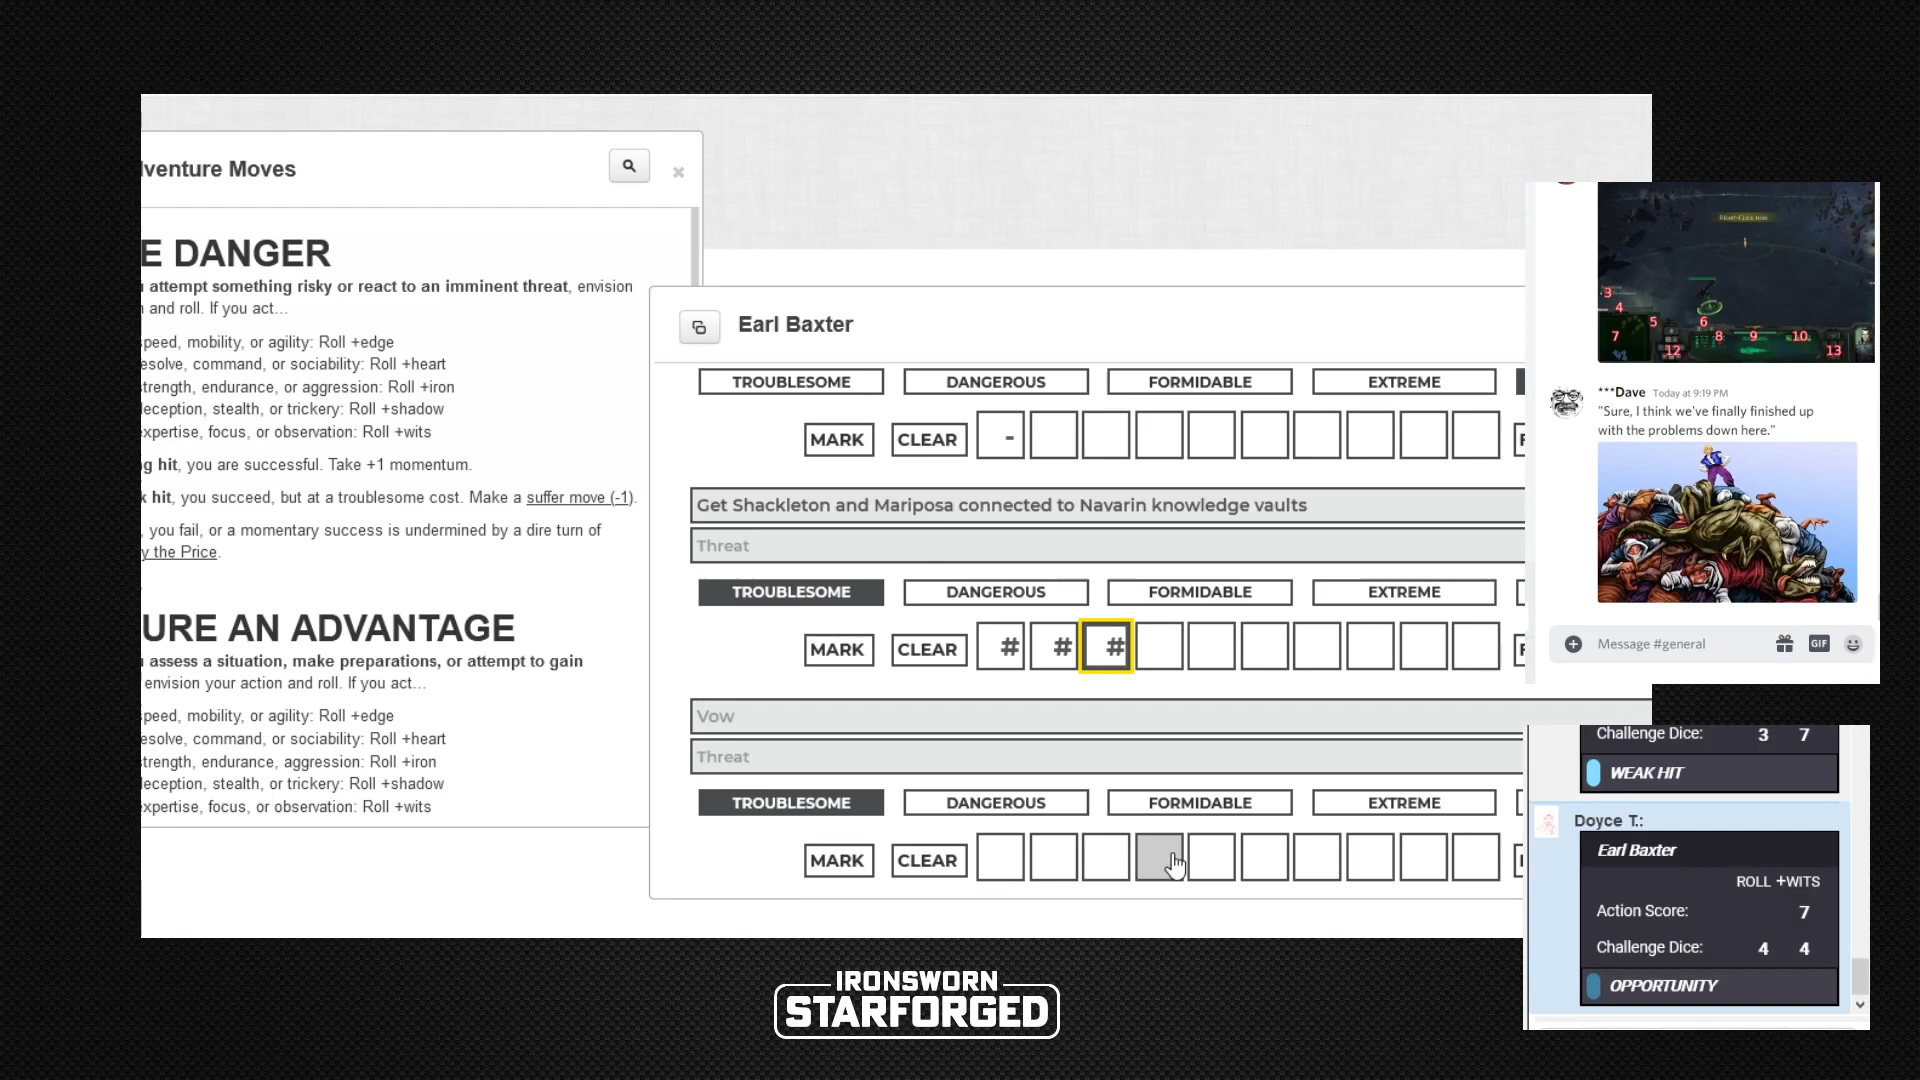 lventure Moves
E DANGER
attempt something risky or react to an imminent threat, envision
and roll. If you act...
speed, mobility, or agility: Roll +edge
esolve, command, or sociability: Roll +heart
trength, endurance, or aggression: Roll +iron
leception, stealth, or trickery: Roll +shadow
expertise, focus, or observation: Roll +wits
g hit, you are successful. Take +1 momentum.
k hit, you succeed, but at a troublesome cost. Make a suffer move (-1).
, you fail, or a momentary success is undermined by a dire turn of
y the Price.
URE AN ADVANTAGE
assess a situation, make preparations, or attempt to gain
envision your action and roll. If you act...
speed, mobility, or agility: Roll +edge
esolve, command, or sociability: Roll +heart
trength, endurance, aggression: Roll +iron
leception, stealth, or trickery: Roll +shadow
expertise, focus, or observation: Roll +wits
Earl Baxter
TROUBLESOME DANGEROUS FORMIDABLE EXTREME
MARK CLEAR - F
Get Shackleton and Mariposa connected to Navarin knowledge vaults
Threat
TROUBLESOME DANGEROUS FORMIDABLE EXTREME
MARK CLEAR # # # F
Vow
Threat
TROUBLESOME DANGEROUS FORMIDABLE EXTREME
MARK CLEAR
3
4
5 6
7 8 9 10
12 13
***Dave Today at 9:19 PM
"Sure, I think we've finally finished up
with the problems down here."
Message #general GIF
Challenge Dice: 3 7
WEAK HIT
Doyce T.:
Earl Baxter
ROLL +WITS
Action Score: 7
Challenge Dice: 4 4
OPPORTUNITY
IRONSWORN
STARFORGED